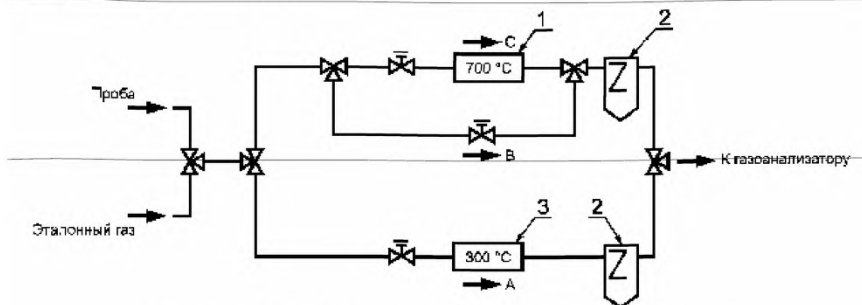 C
1
2
700 °C
Проба
B
К газоанализатору
Эталонный газ
3
2
300 °C
A